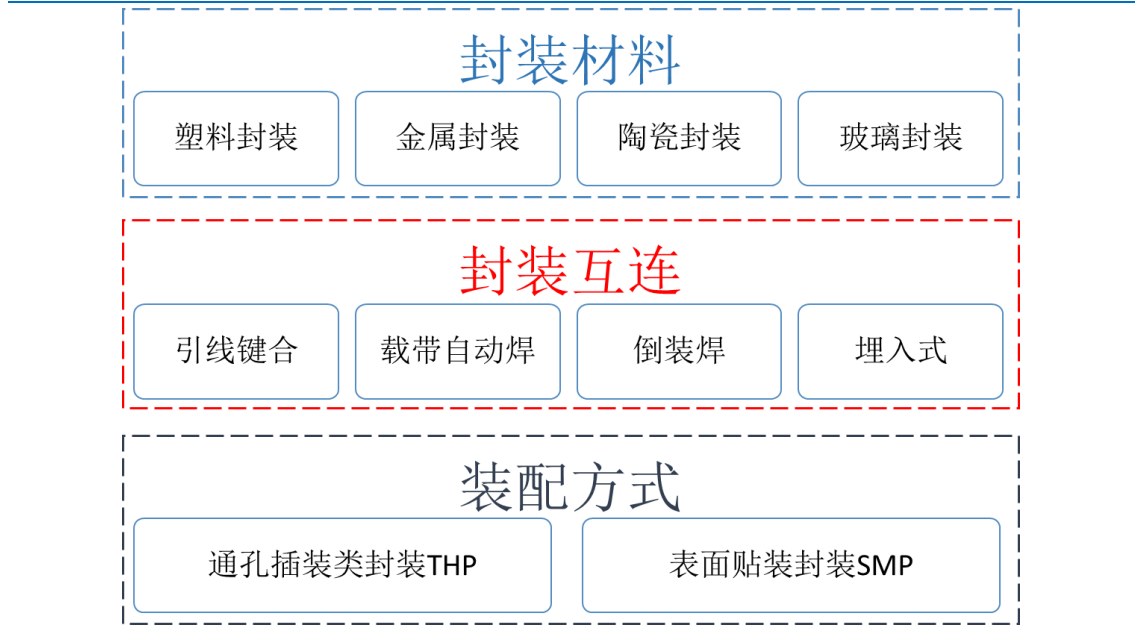 封装材料
塑料封装 金属封装 陶瓷封装 玻璃封装
封装互连
引线键合 载带自动焊 倒装焊 埋入式
装配方式
通孔插装类封装THP 表面贴装封装SMP